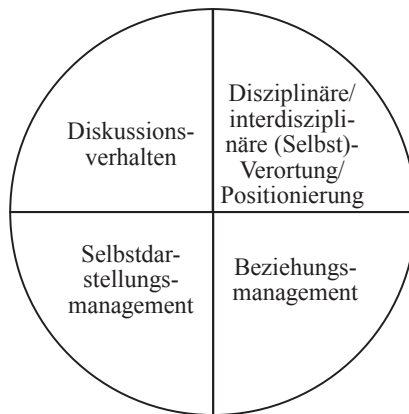 Diskussions-
verhalten
Disziplinäre/
interdiszipli-
näre (Selbst)-
Verortung/
Positionierung
Selbstdar-
stellungs-
management
Beziehungs-
management